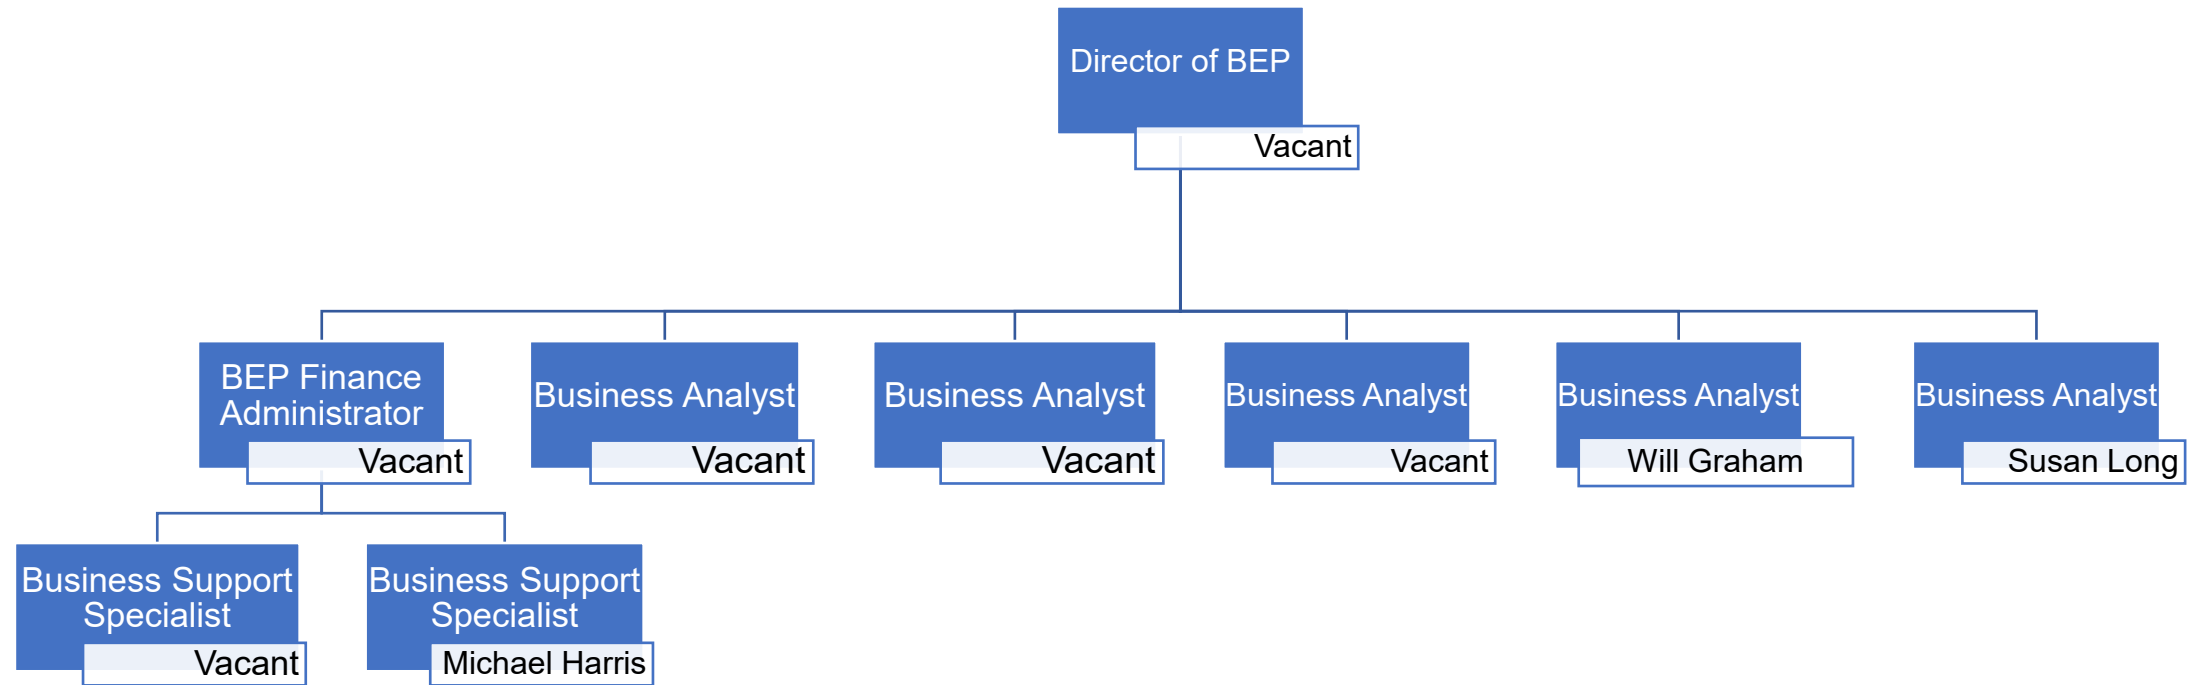 Director of BEP
Vacant
BEP Finance
Administrator
Vacant
Business Analyst
Vacant
Business Analyst
Vacant
Business Analyst
Vacant
Business Analyst
Will Graham
Business Analyst
Susan Long
Business Support
Specialist
Vacant
Business Support
Specialist
Michael Harris